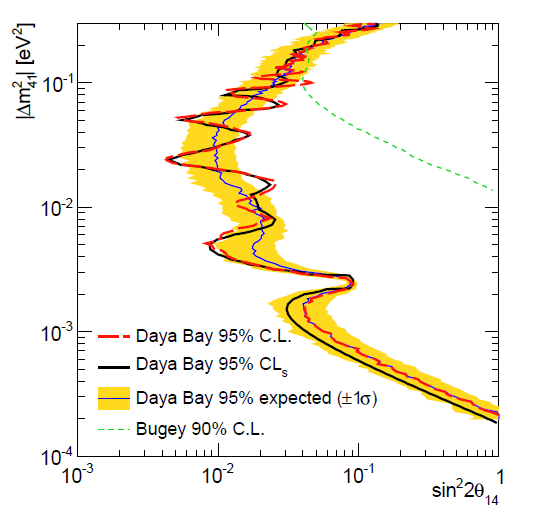 |Δm²₄₁| [eV²]
10⁻¹
10⁻²
10⁻³
10⁻⁴
Daya Bay 95% C.L.
Daya Bay 95% CLₛ
Daya Bay 95% expected (±1σ)
Bugey 90% C.L.
10⁻³ 10⁻² 10⁻¹ 1
sin²2θ₁₄